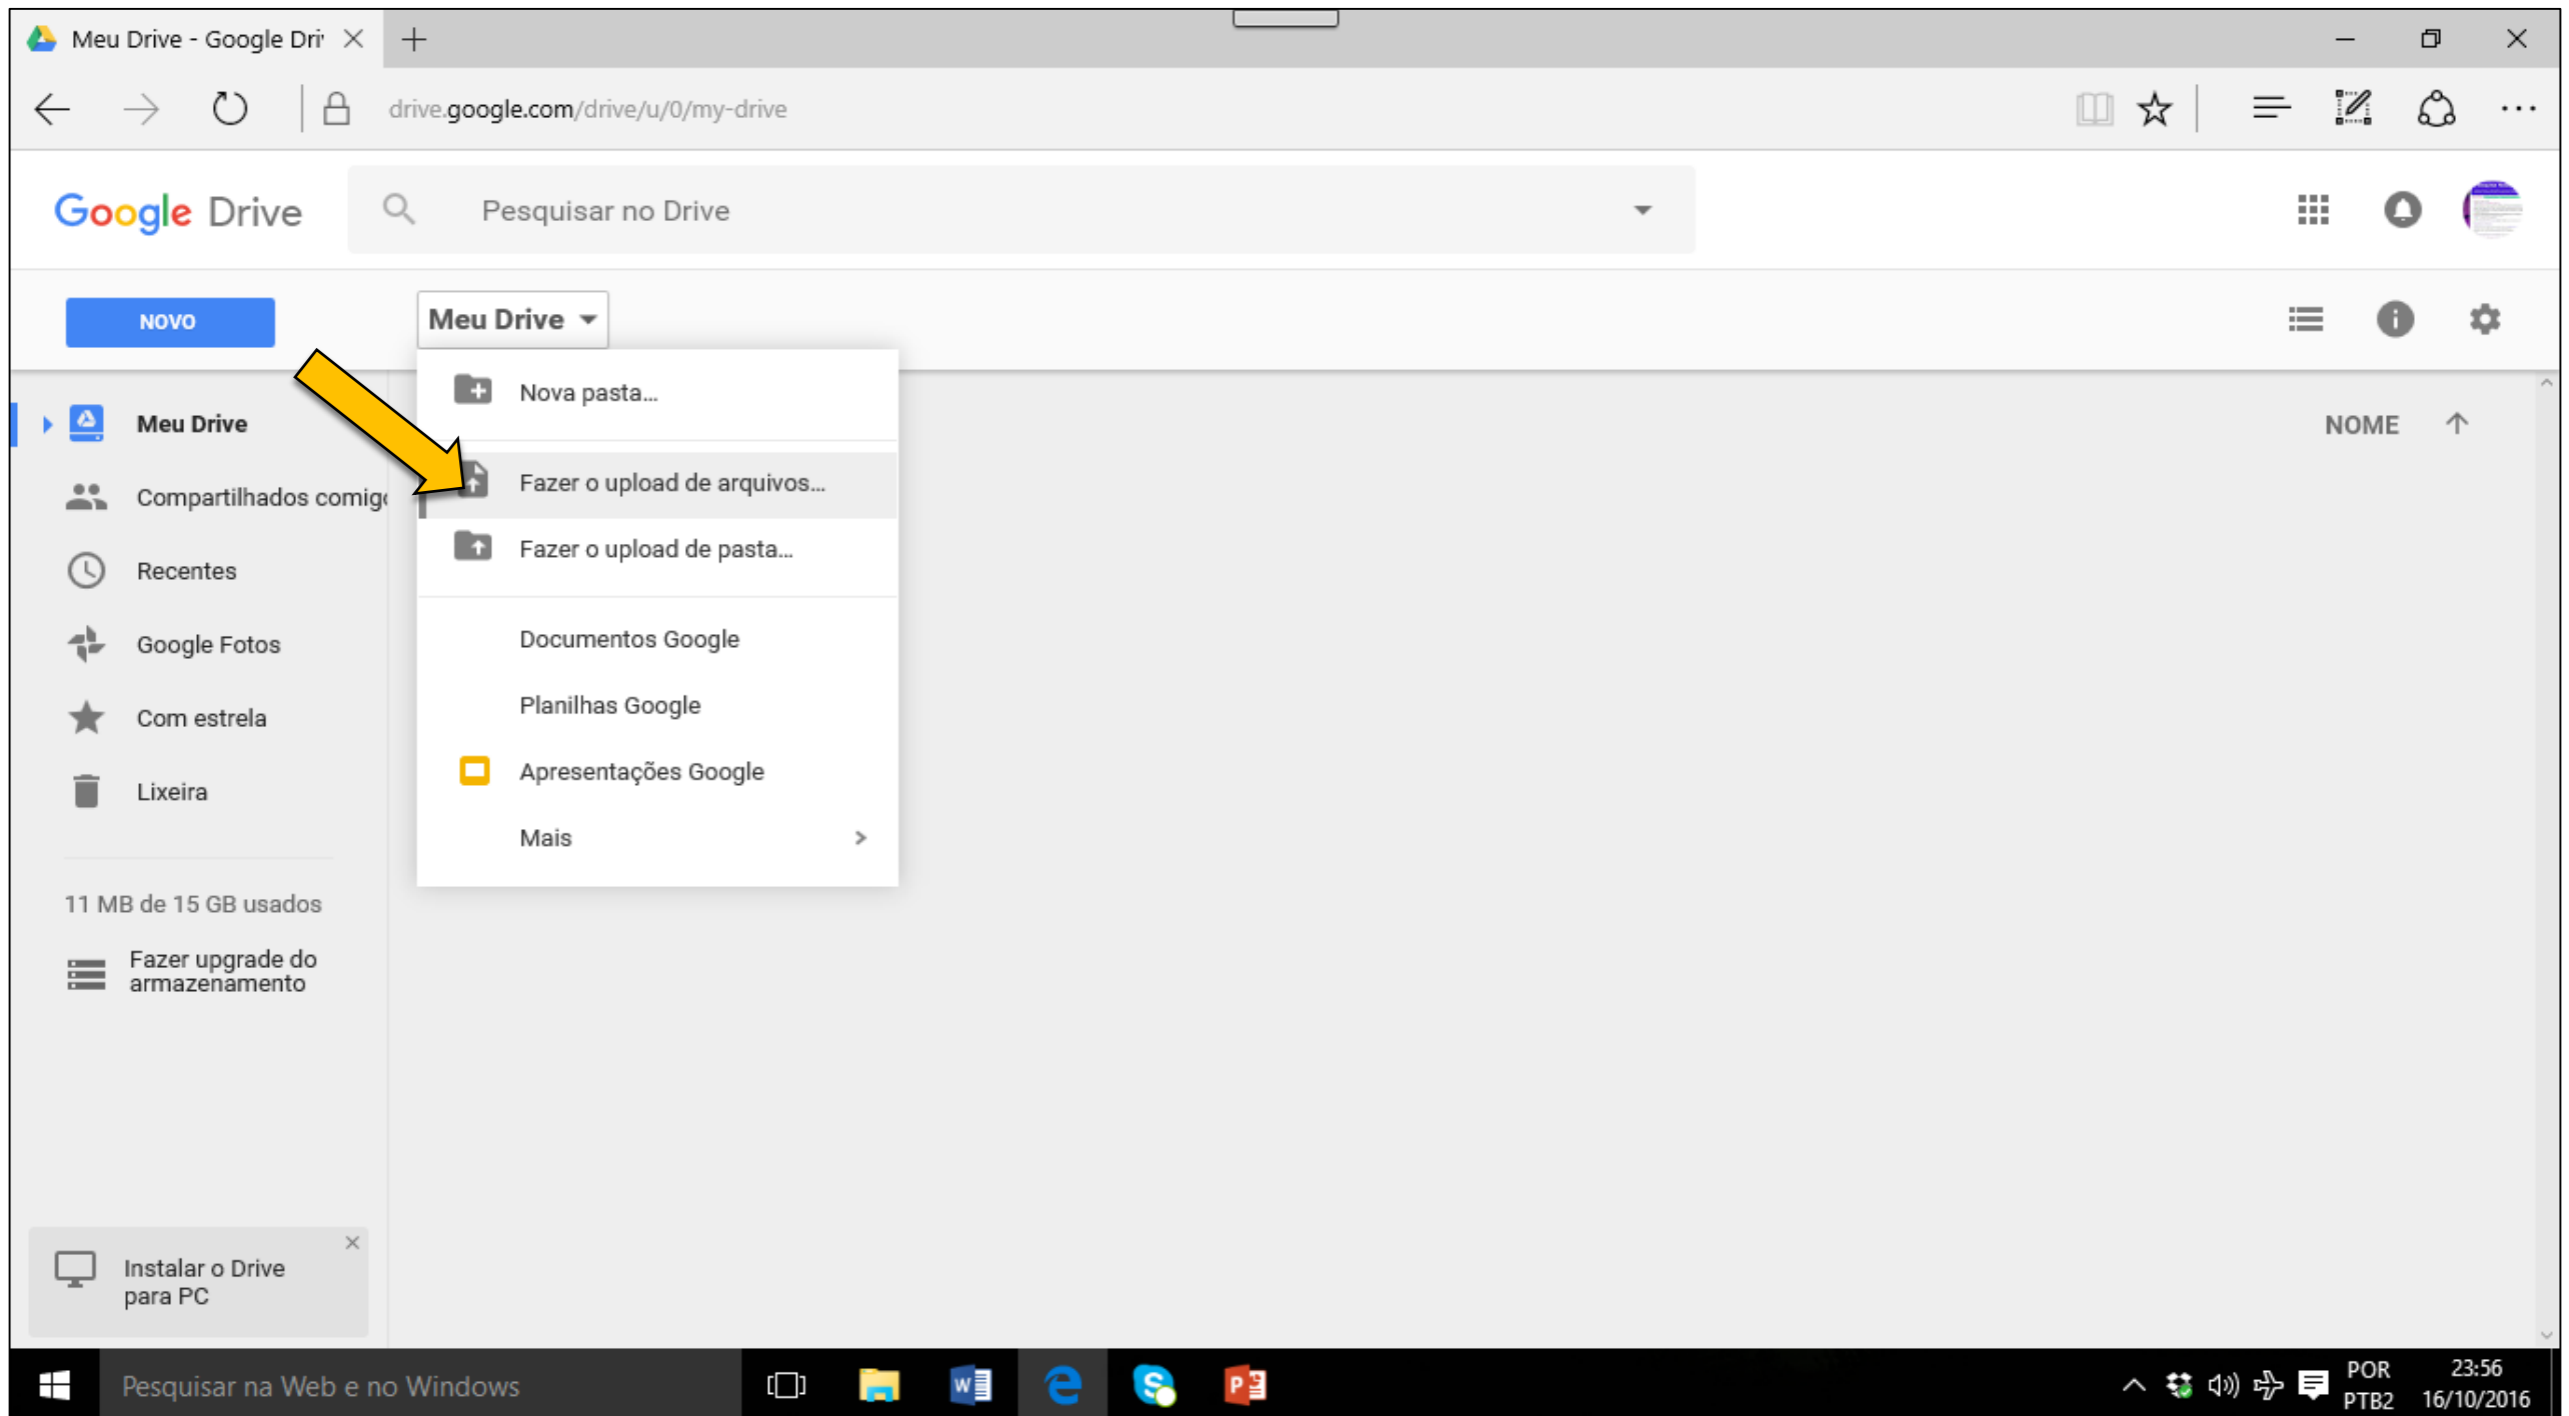 Meu Drive - Google Dri
drive.google.com/drive/u/0/my-drive
Google Drive
Pesquisar no Drive
NOVO
Meu Drive
Nova pasta...
Meu Drive
NOME
Fazer o upload de arquivos...
Compartilhados comigo
Fazer o upload de pasta...
Recentes
Documentos Google
Google Fotos
Planilhas Google
Com estrela
Apresentações Google
Lixeira
Mais
11 MB de 15 GB usados
Fazer upgrade do
armazenamento
Instalar o Drive
para PC
Pesquisar na Web e no Windows
POR
PTB2
23:56
16/10/2016